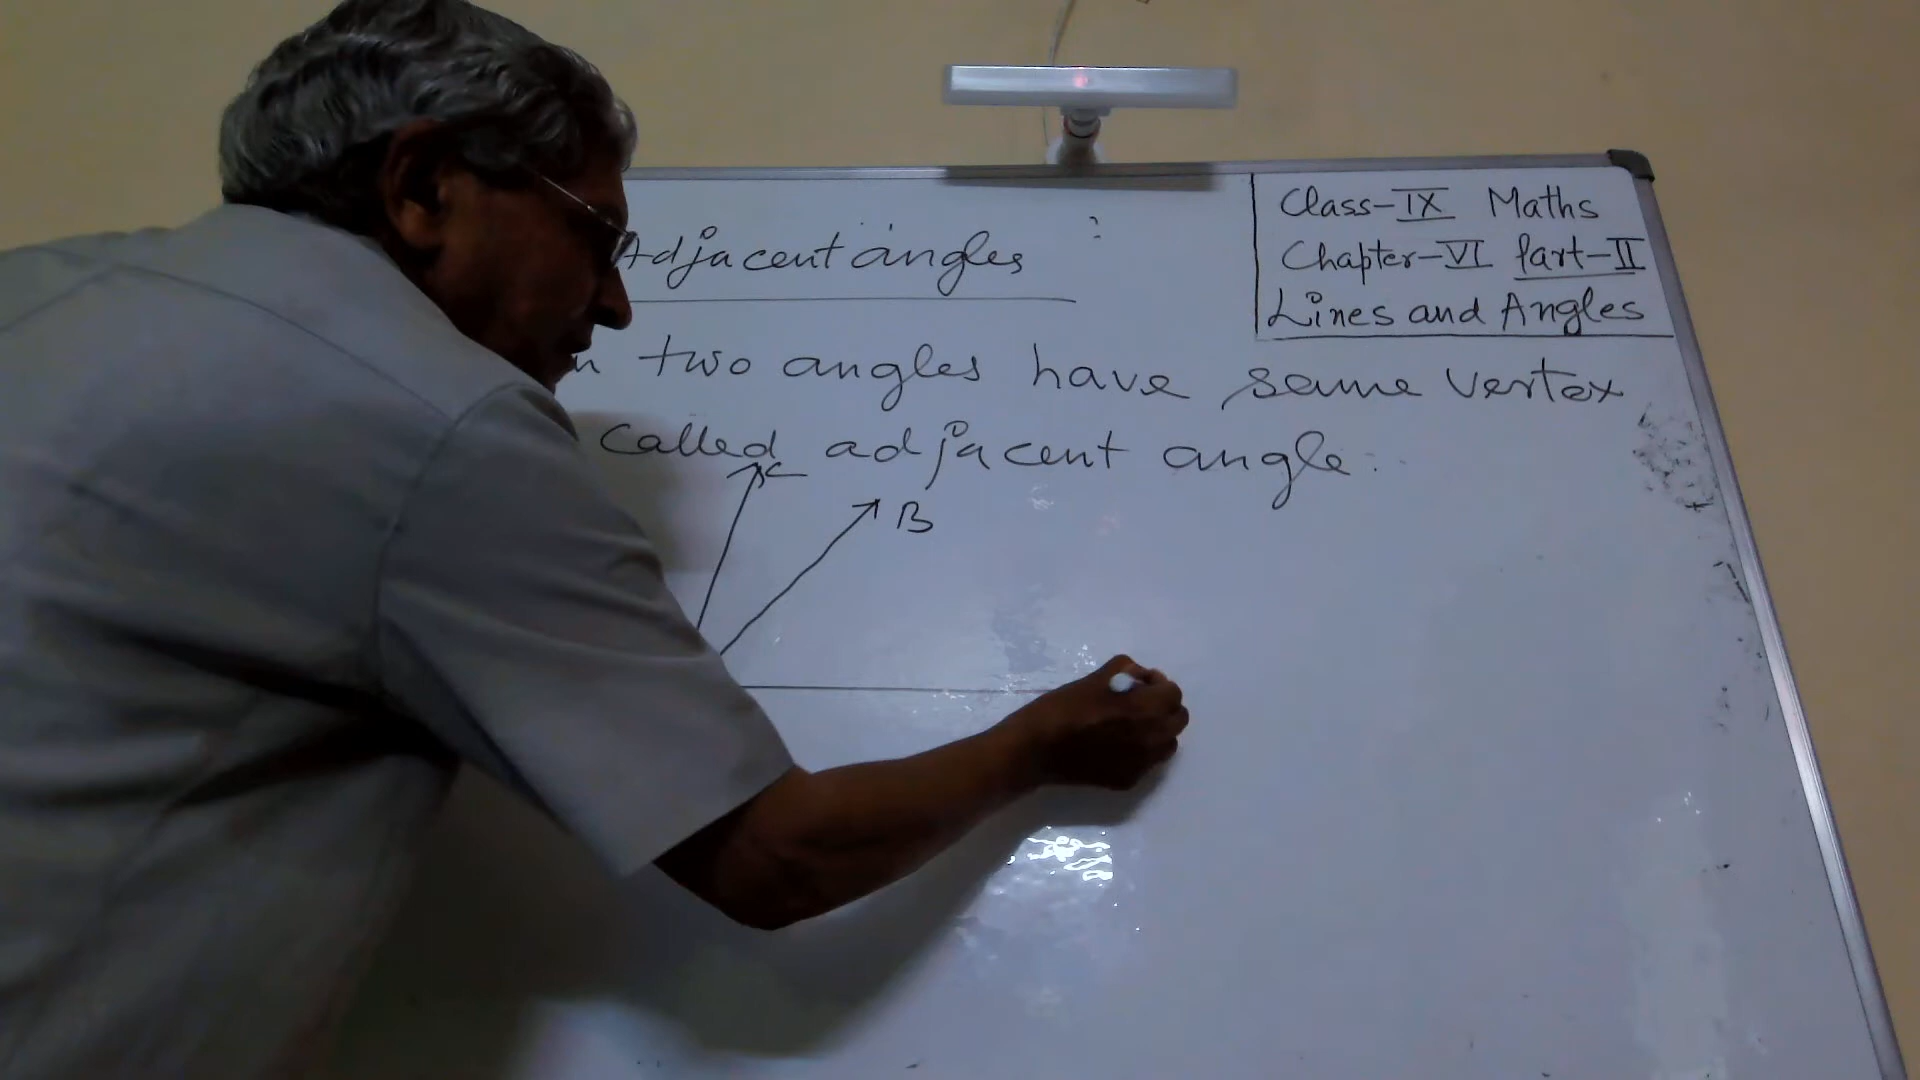 Class-IX Maths
Chapter-VI Part-II
Lines and Angles
Adjacent angles :
two angles have same vertex
called adjacent angle.
C
B